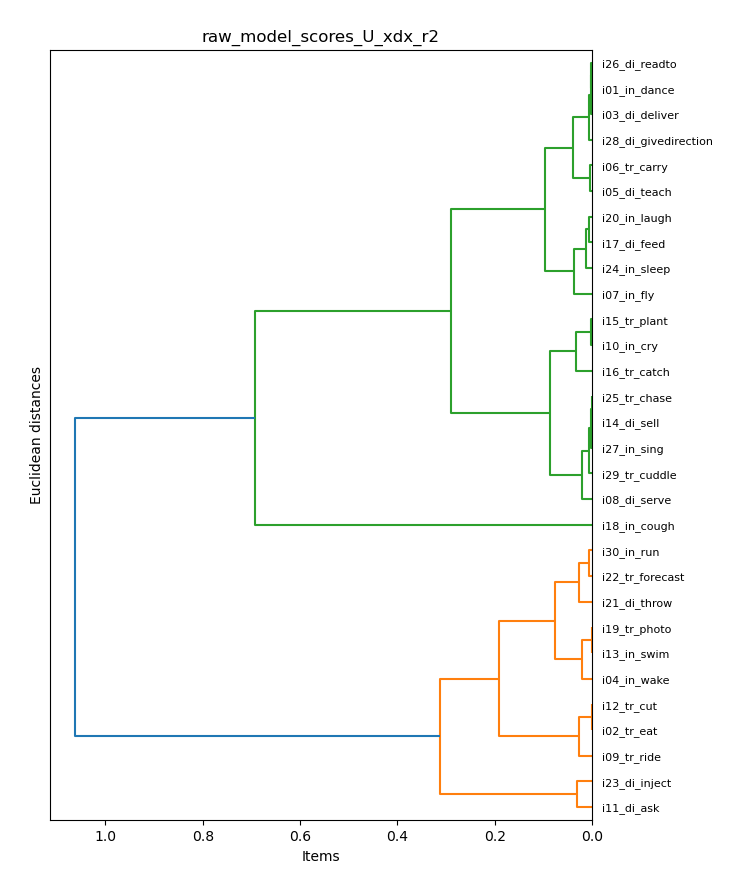 raw_model_scores_U_xdx_r2
i26_di_readto
i01_in_dance
i03_di_deliver
i28_di_givedirection
i06_tr_carry
i05_di_teach
i20_in_laugh
i17_di_feed
i24_in_sleep
i07_in_fly
i15_tr_plant
i10_in_cry
i16_tr_catch
i25_tr_chase
i14_di_sell
i27_in_sing
i29_tr_cuddle
i08_di_serve
i18_in_cough
i30_in_run
i22_tr_forecast
i21_di_throw
i19_tr_photo
i13_in_swim
i04_in_wake
i12_tr_cut
i02_tr_eat
i09_tr_ride
i23_di_inject
i11_di_ask
Euclidean distances
1.0 0.8 0.6 0.4 0.2 0.0
Items